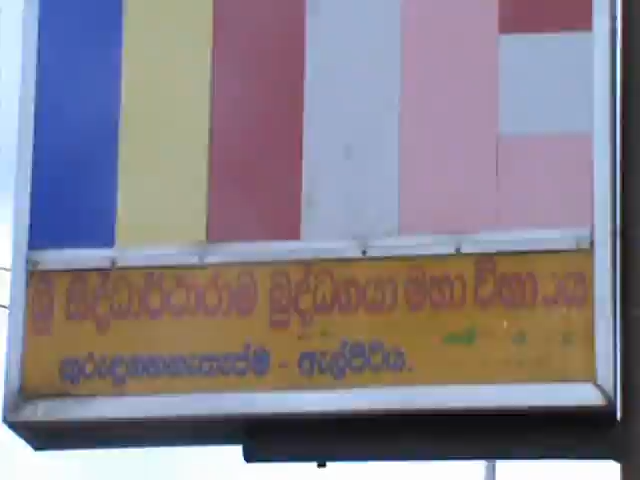 ශ්‍රී සිද්ධාර්ථාරාම බුද්ධගයා මහා විහාරය
ඇල්පිටිය.